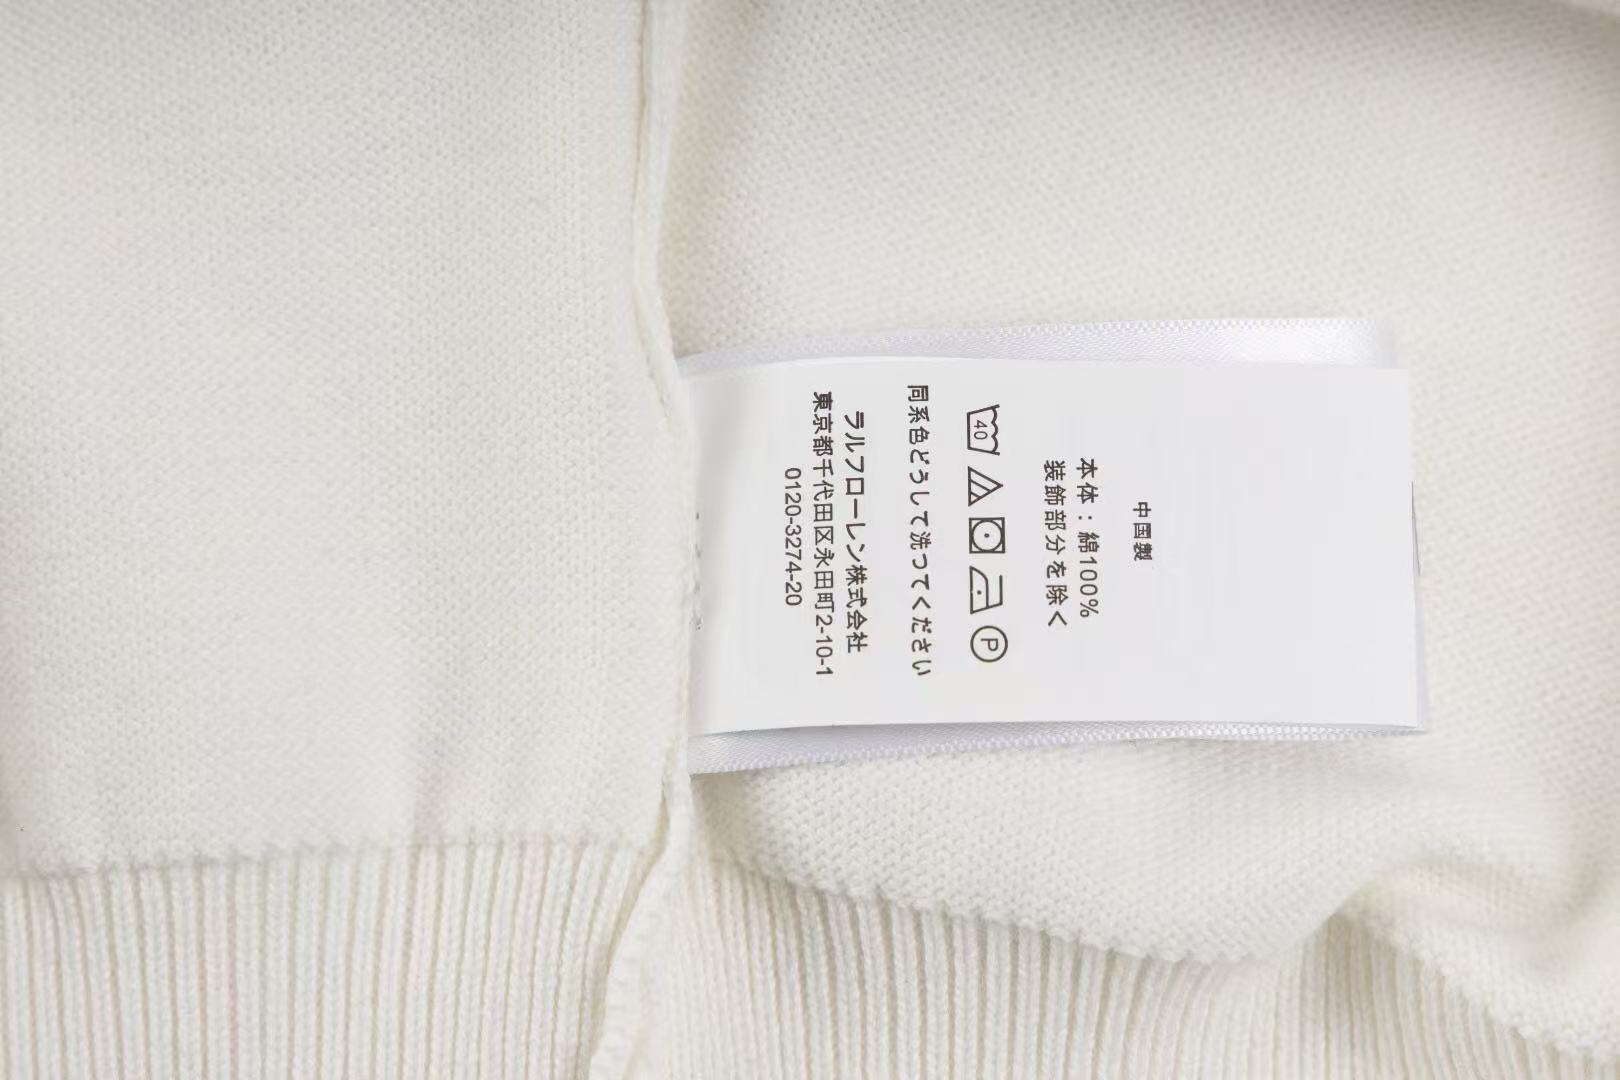 中国製
本体：綿100%
装飾部分を除く
40
P
同系色どうして洗つてください
ラルフローレン株式会社
東京都千代田区永田町2-10-1
0120-3274-20